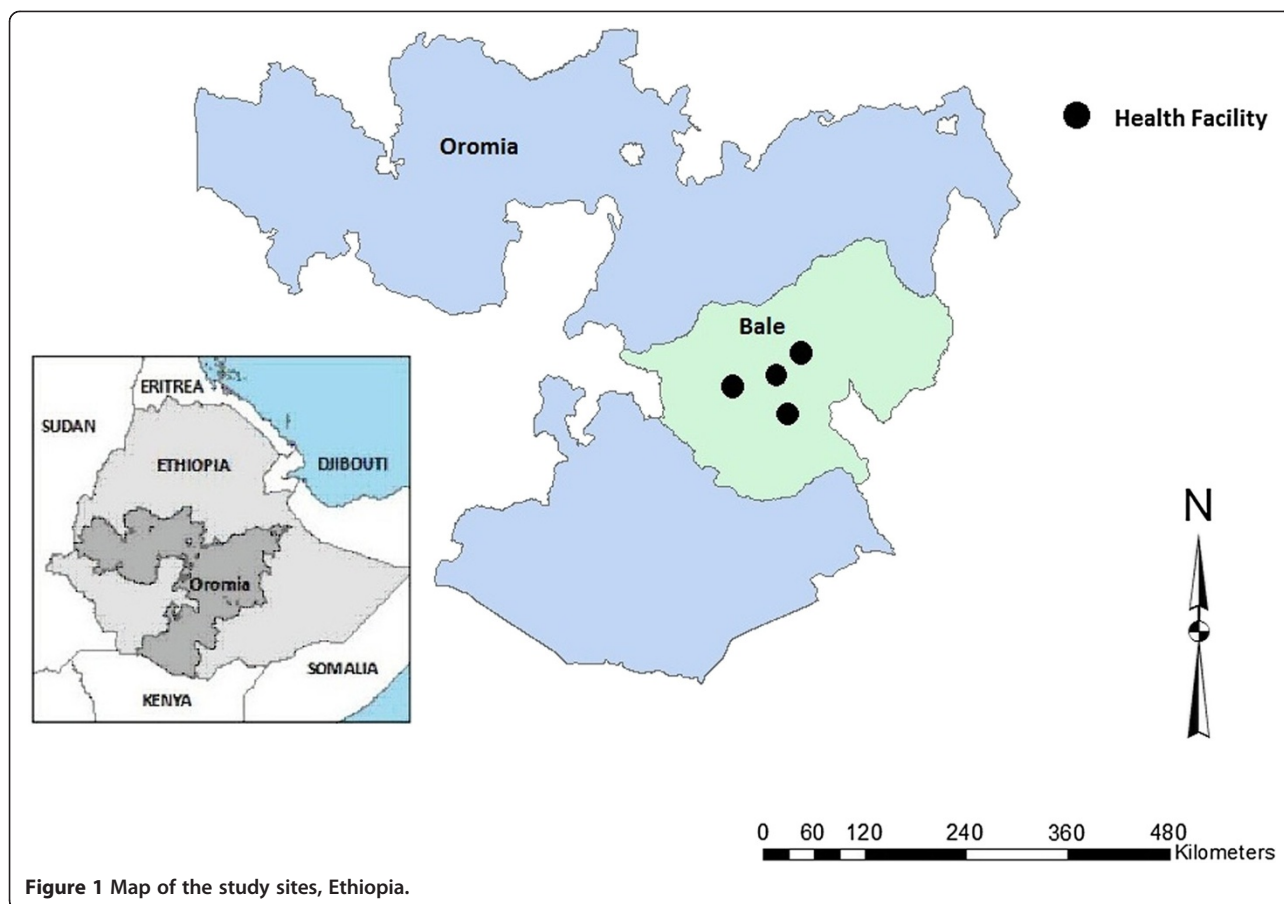 Oromia
Health Facility
Bale
ERITREA
SUDAN
ETHIOPIA
DJIBOUTI
Oromia
SOMALIA
KENYA
N
0 60 120 240 360 480
Kilometers
Figure 1 Map of the study sites, Ethiopia.